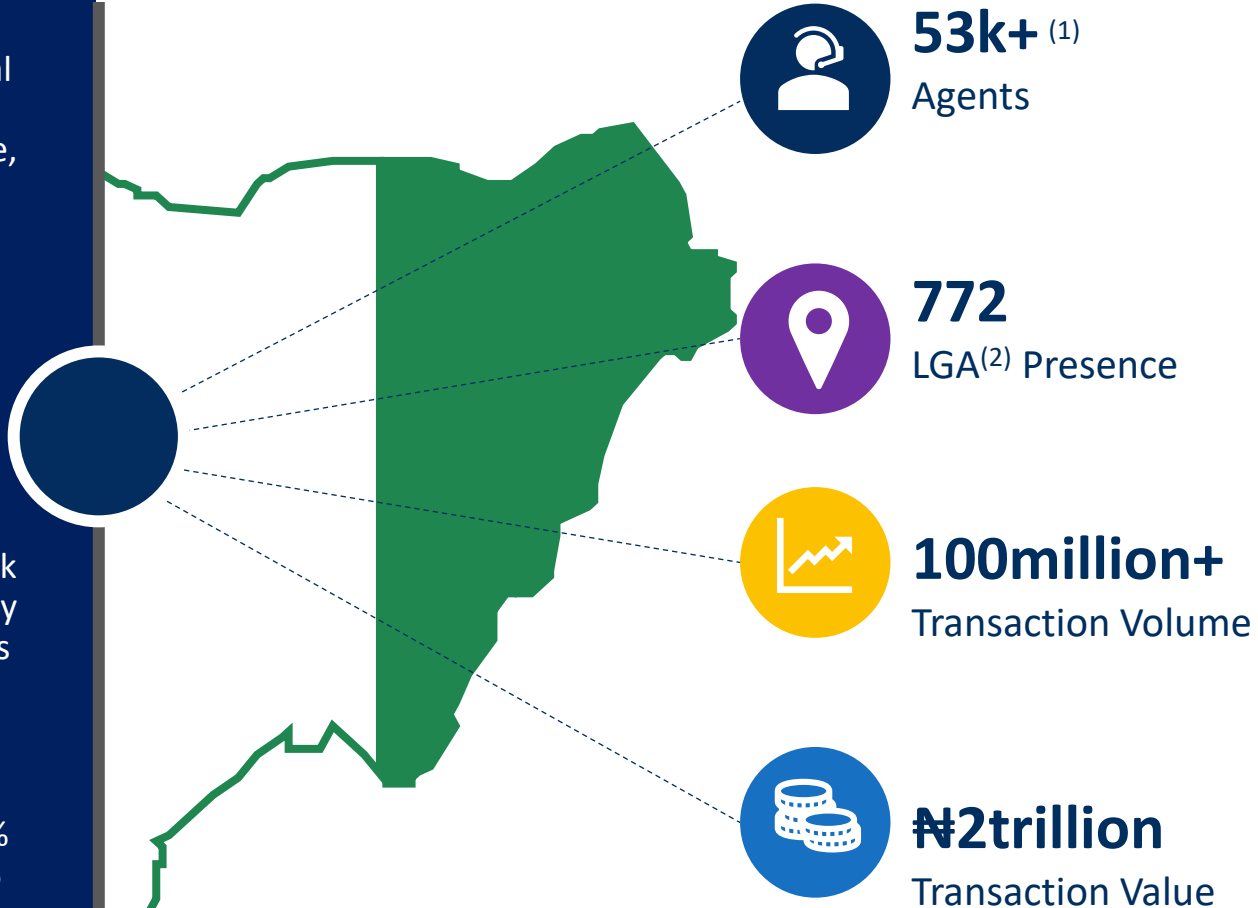 53k+ (1)
Agents
772
LGA(2) Presence
100million+
Transaction Volume
₦2trillion
Transaction Value